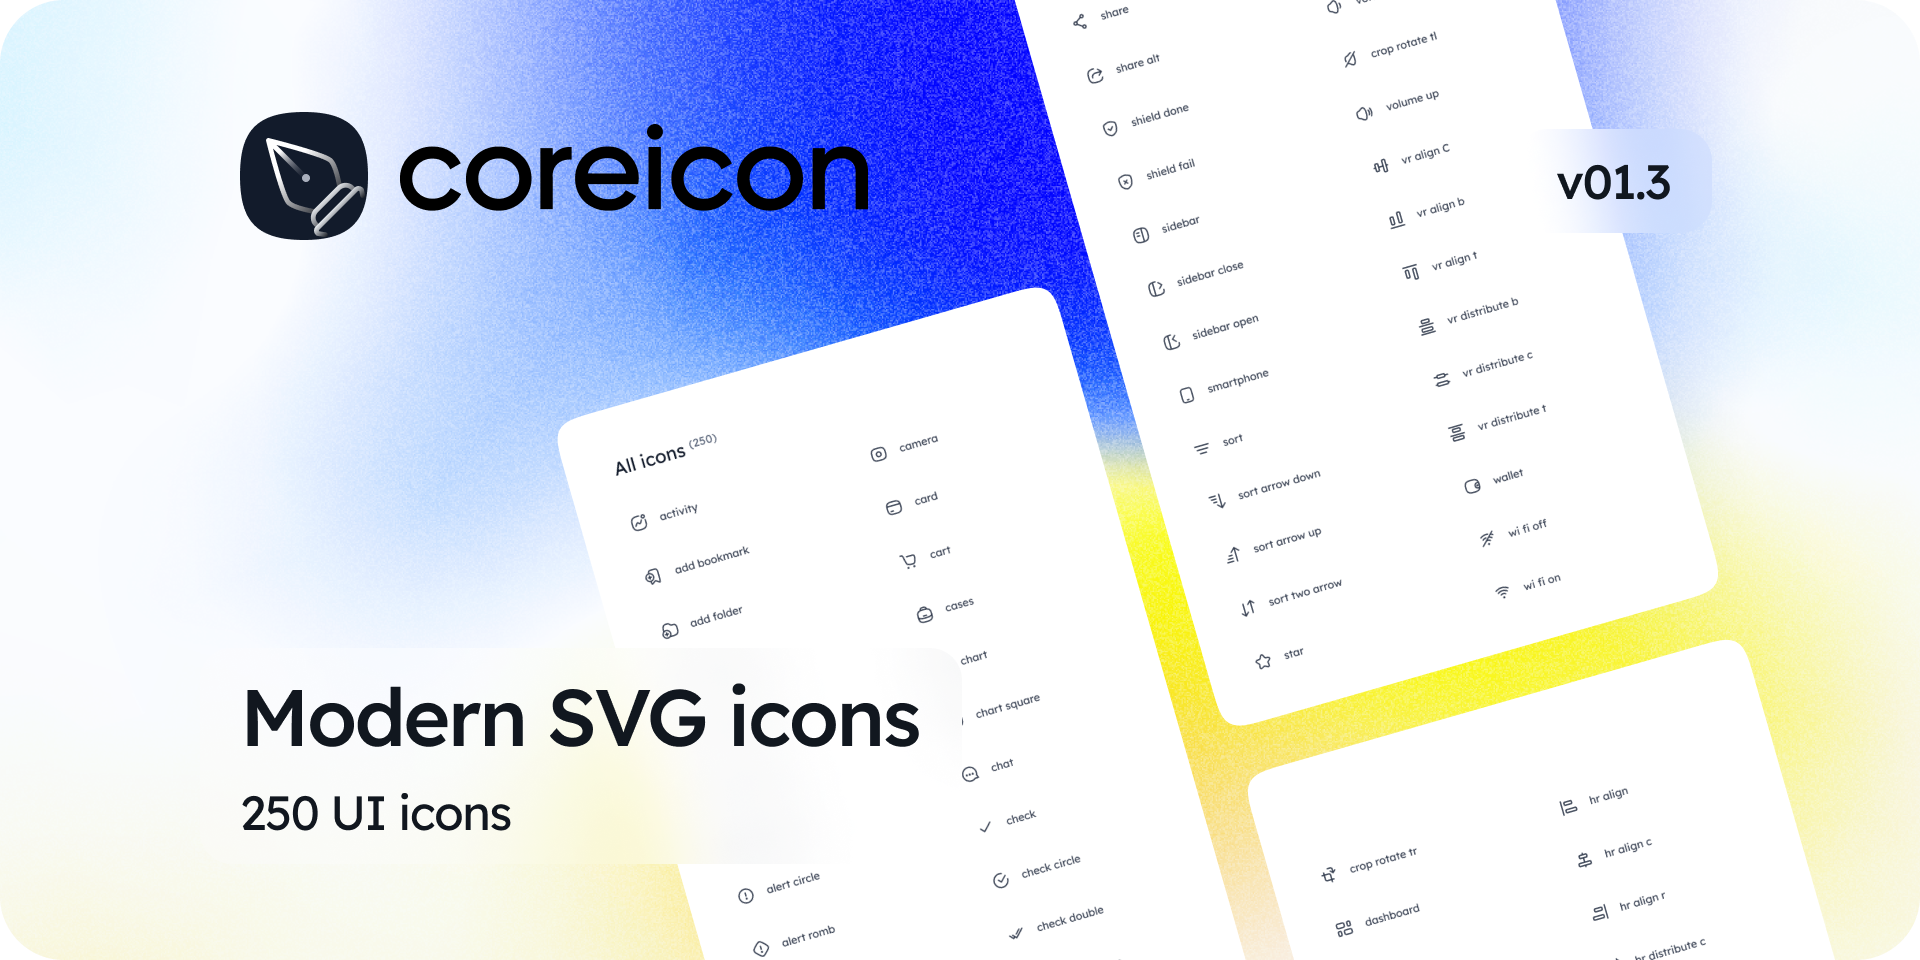 coreicon
v01.3
Modern SVG icons
250 UI icons
All icons (250)
activity
add bookmark
add folder
alert circle
alert romb
camera
card
cart
cases
chart
chart square
chat
check
check circle
check double
share
share alt
shield done
shield fail
sidebar
sidebar close
sidebar open
smartphone
sort
sort arrow down
sort arrow up
sort two arrow
star
crop rotate tl
volume up
vr align C
vr align b
vr align t
vr distribute b
vr distribute c
vr distribute t
wallet
wi fi off
wi fi on
crop rotate tr
dashboard
hr align
hr align c
hr align r
hr distribute c